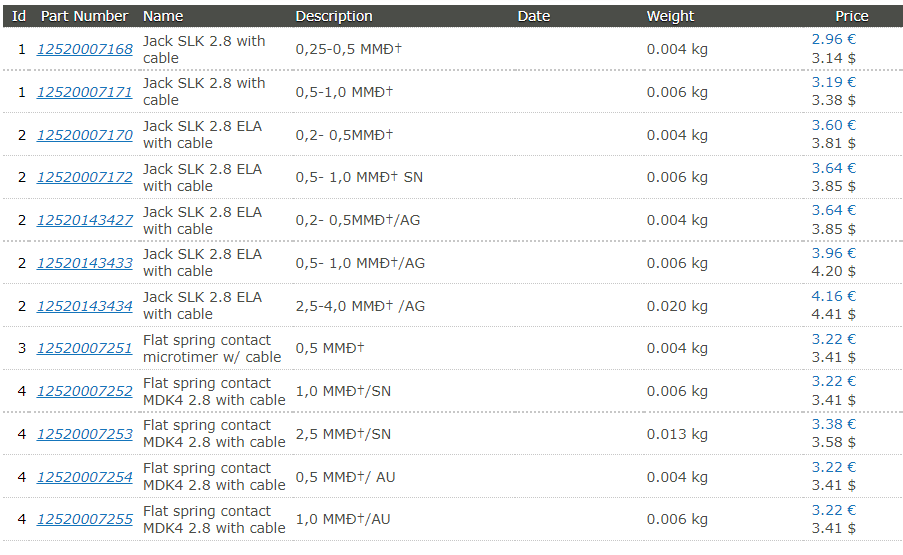 Id Part Number Name Description Date Weight Price
1 12520007168 Jack SLK 2.8 with cable 0,25-0,5 MMĐ† 0.004 kg 2.96 € 3.14 $
1 12520007171 Jack SLK 2.8 with cable 0,5-1,0 MMĐ† 0.006 kg 3.19 € 3.38 $
2 12520007170 Jack SLK 2.8 ELA with cable 0,2- 0,5MMĐ† 0.004 kg 3.60 € 3.81 $
2 12520007172 Jack SLK 2.8 ELA with cable 0,5- 1,0 MMĐ† SN 0.006 kg 3.64 € 3.85 $
2 12520143427 Jack SLK 2.8 ELA with cable 0,2- 0,5MMĐ†/AG 0.004 kg 3.64 € 3.85 $
2 12520143433 Jack SLK 2.8 ELA with cable 0,5- 1,0 MMĐ†/AG 0.006 kg 3.96 € 4.20 $
2 12520143434 Jack SLK 2.8 ELA with cable 2,5-4,0 MMĐ† /AG 0.020 kg 4.16 € 4.41 $
3 12520007251 Flat spring contact microtimer w/ cable 0,5 MMĐ† 0.004 kg 3.22 € 3.41 $
4 12520007252 Flat spring contact MDK4 2.8 with cable 1,0 MMĐ†/SN 0.006 kg 3.22 € 3.41 $
4 12520007253 Flat spring contact MDK4 2.8 with cable 2,5 MMĐ†/SN 0.013 kg 3.38 € 3.58 $
4 12520007254 Flat spring contact MDK4 2.8 with cable 0,5 MMĐ†/ AU 0.004 kg 3.22 € 3.41 $
4 12520007255 Flat spring contact MDK4 2.8 with cable 1,0 MMĐ†/AU 0.006 kg 3.22 € 3.41 $